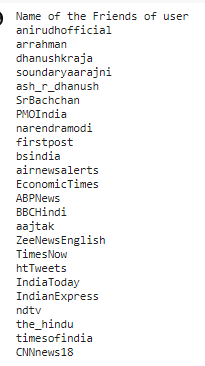 Name of the Friends of user
anirudhofficial
arrahman
dhanushkraja
soundaryaarajni
ash_r_dhanush
SrBachchan
PMOIndia
narendramodi
firstpost
bsindia
airnewsalerts
EconomicTimes
ABPNews
BBCHindi
aajtak
ZeeNewsEnglish
TimesNow
htTweets
IndiaToday
IndianExpress
ndtv
the_hindu
timesofindia
CNNnews18